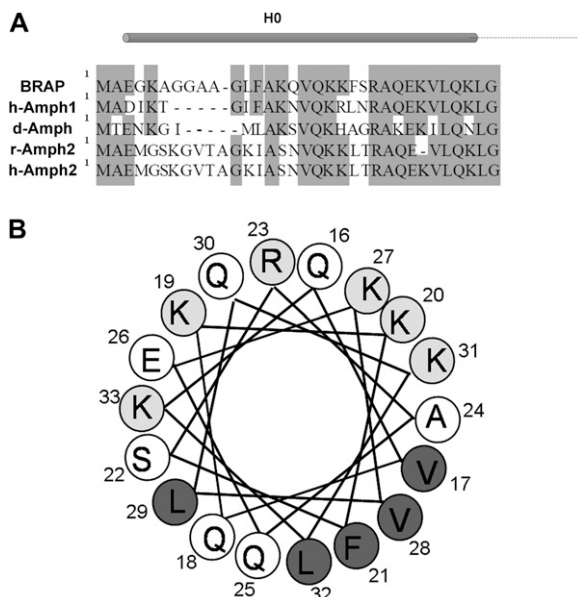 A
H0
BRAP 1 MAEGKAGGAA-GLFAKQVQKKFSRAQEKVLQKLG
h-Amph1 1 MADIKT-----GIFAKNVQKRLNRAQEKVLQKLG
d-Amph 1 MTENKGI-----MLAKSVQKHAGRAKEKILQNLG
r-Amph2 1 MAEMGSKGVTAGKIASNVQKKLTRAQE-VLQKLG
h-Amph2 1 MAEMGSKGVTAGKIASNVQKKLTRAQEKVLQKLG
B
23 R
16 Q
27 K
20 K
31 K
24 A
17 V
28 V
21 F
32 L
25 Q
18 Q
29 L
22 S
33 K
26 E
19 K
30 Q